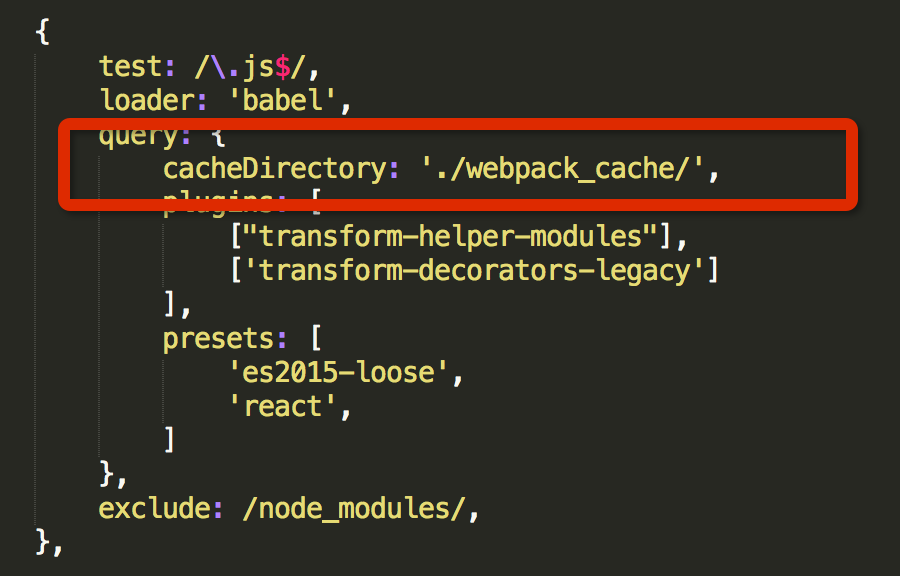 {
test: /\.js$/,
loader: 'babel',
query: {
cacheDirectory: './webpack_cache/',
plugins: [
["transform-helper-modules"],
['transform-decorators-legacy']
],
presets: [
'es2015-loose',
'react',
]
},
exclude: /node_modules/,
},